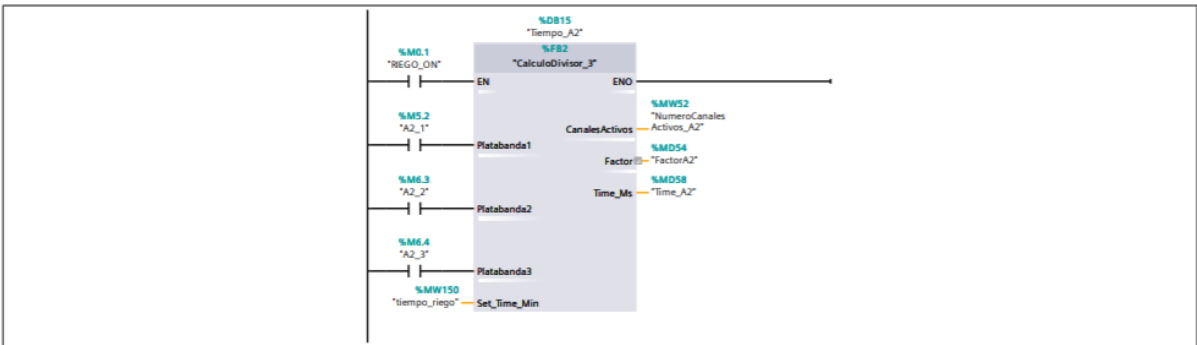 %DB15
"Tiempo_A2"
%M0.1
"RIEGO_ON"
%FB2
"CalculoDivisor_3"
EN
ENO
%M5.2
"A2_1"
Platabanda1
CanalesActivos
%MW52
"NumeroCanales
Activos_A2"
Factor
%MD54
"FactorA2"
%M6.3
"A2_2"
Platabanda2
Time_Ms
%MD58
"Time_A2"
%M6.4
"A2_3"
Platabanda3
%MW150
"tiempo_riego"
Set_Time_Min